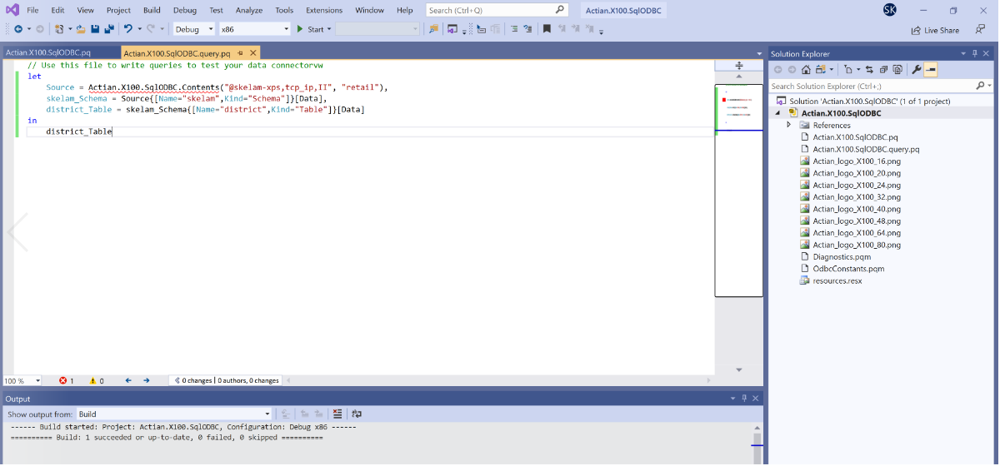 File Edit View Project Build Debug Test Analyze Tools Extensions Window Help Search (Ctrl+Q) Actian.X100.SqlODBC SK
Debug x86 Start Live Share
Actian.X100.SqlODBC.pq Actian.X100.SqlODBC.query.pq
// Use this file to write queries to test your data connectorvw
let
Source = Actian.X100.SqlODBC.Contents("@skelam-xps,tcp_ip,II", "retail"),
skelam_Schema = Source{[Name="skelam",Kind="Schema"]}[Data],
district_Table = skelam_Schema{[Name="district",Kind="Table"]}[Data]
in
district_Table
100 % 1 0 0 changes | 0 authors, 0 changes
Output
Show output from: Build
------ Build started: Project: Actian.X100.SqlODBC, Configuration: Debug x86 ------
========== Build: 1 succeeded or up-to-date, 0 failed, 0 skipped ==========
Solution Explorer
Search Solution Explorer (Ctrl+;)
Solution 'Actian.X100.SqlODBC' (1 of 1 project)
Actian.X100.SqlODBC
References
Actian.X100.SqlODBC.pq
Actian.X100.SqlODBC.query.pq
Actian_logo_X100_16.png
Actian_logo_X100_20.png
Actian_logo_X100_24.png
Actian_logo_X100_32.png
Actian_logo_X100_40.png
Actian_logo_X100_48.png
Actian_logo_X100_64.png
Actian_logo_X100_80.png
Diagnostics.pqm
OdbcConstants.pqm
resources.resx